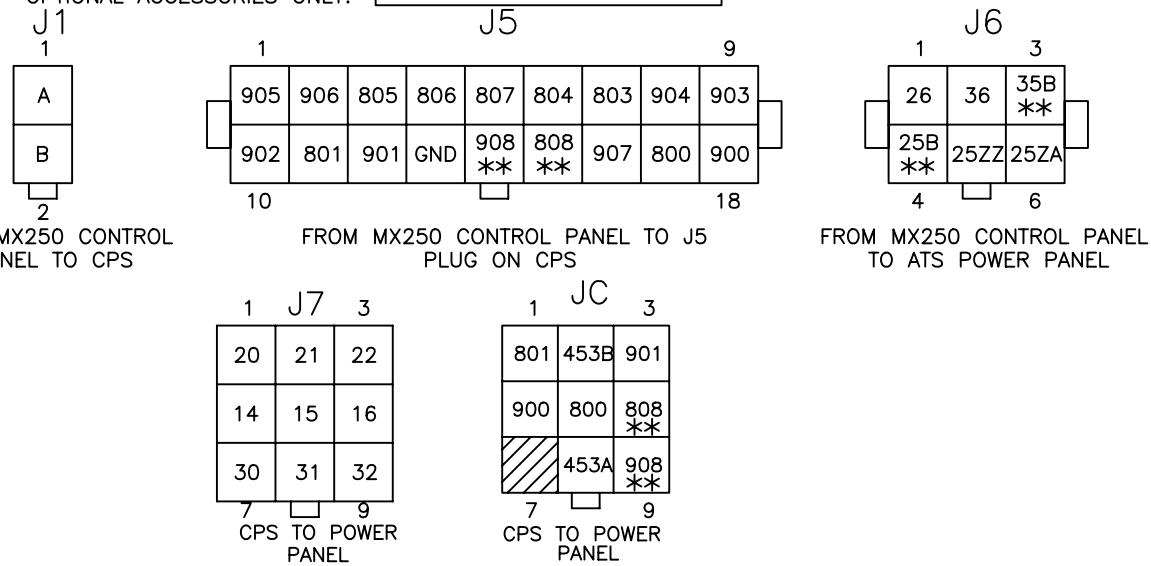 OPTIONAL ACCESSORIES ONLY.
J1
J5
J6
1
1
9
1
3
A
905 906 805 806 807 804 803 904 903
26 36 35B
**
B
902 801 901 GND 908 808 907 800 900
** **
25B 25ZZ 25ZA
**
2
10
18
4
6
MX250 CONTROL
NEL TO CPS
FROM MX250 CONTROL PANEL TO J5
PLUG ON CPS
FROM MX250 CONTROL PANEL
TO ATS POWER PANEL
J7
JC
1
3
1
3
20 21 22
801 453B 901
14 15 16
900 800 808
**
30 31 32
453A 908
**
7
9
7
9
CPS TO POWER
PANEL
CPS TO POWER
PANEL